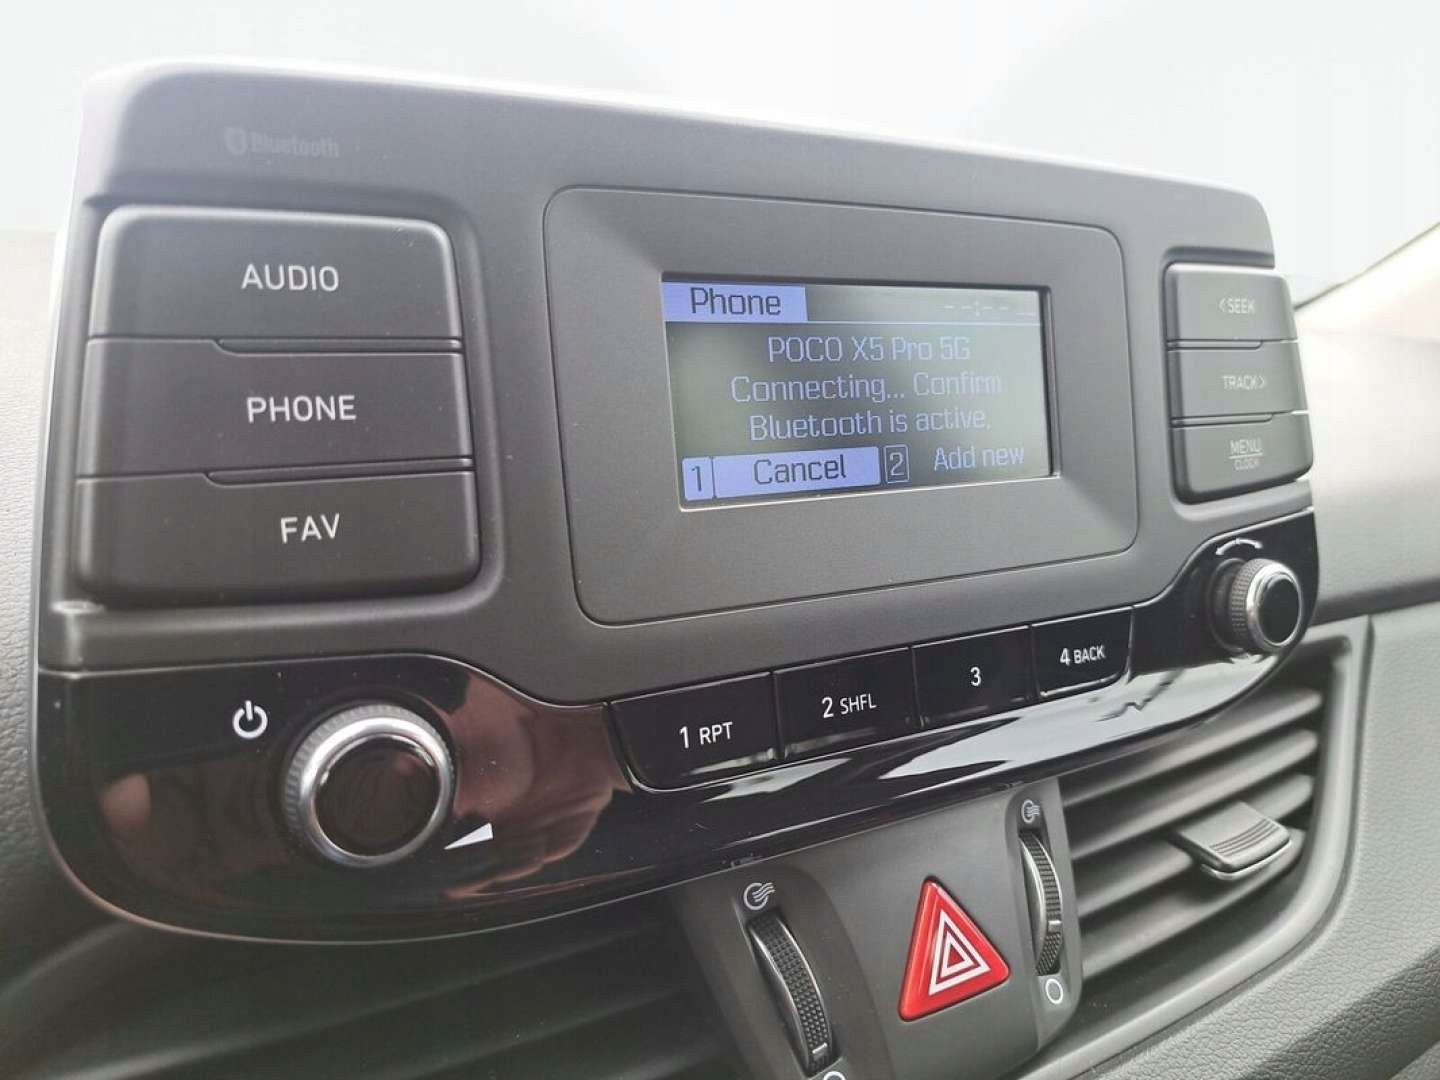 Bluetooth
AUDIO
PHONE
FAV
Phone
--:--
POCO X5 Pro 5G
Connecting... Confirm
Bluetooth is active.
1 Cancel 2 Add new
< SEEK
TRACK >
MENU
CLOCK
1 RPT
2 SHFL
3
4 BACK